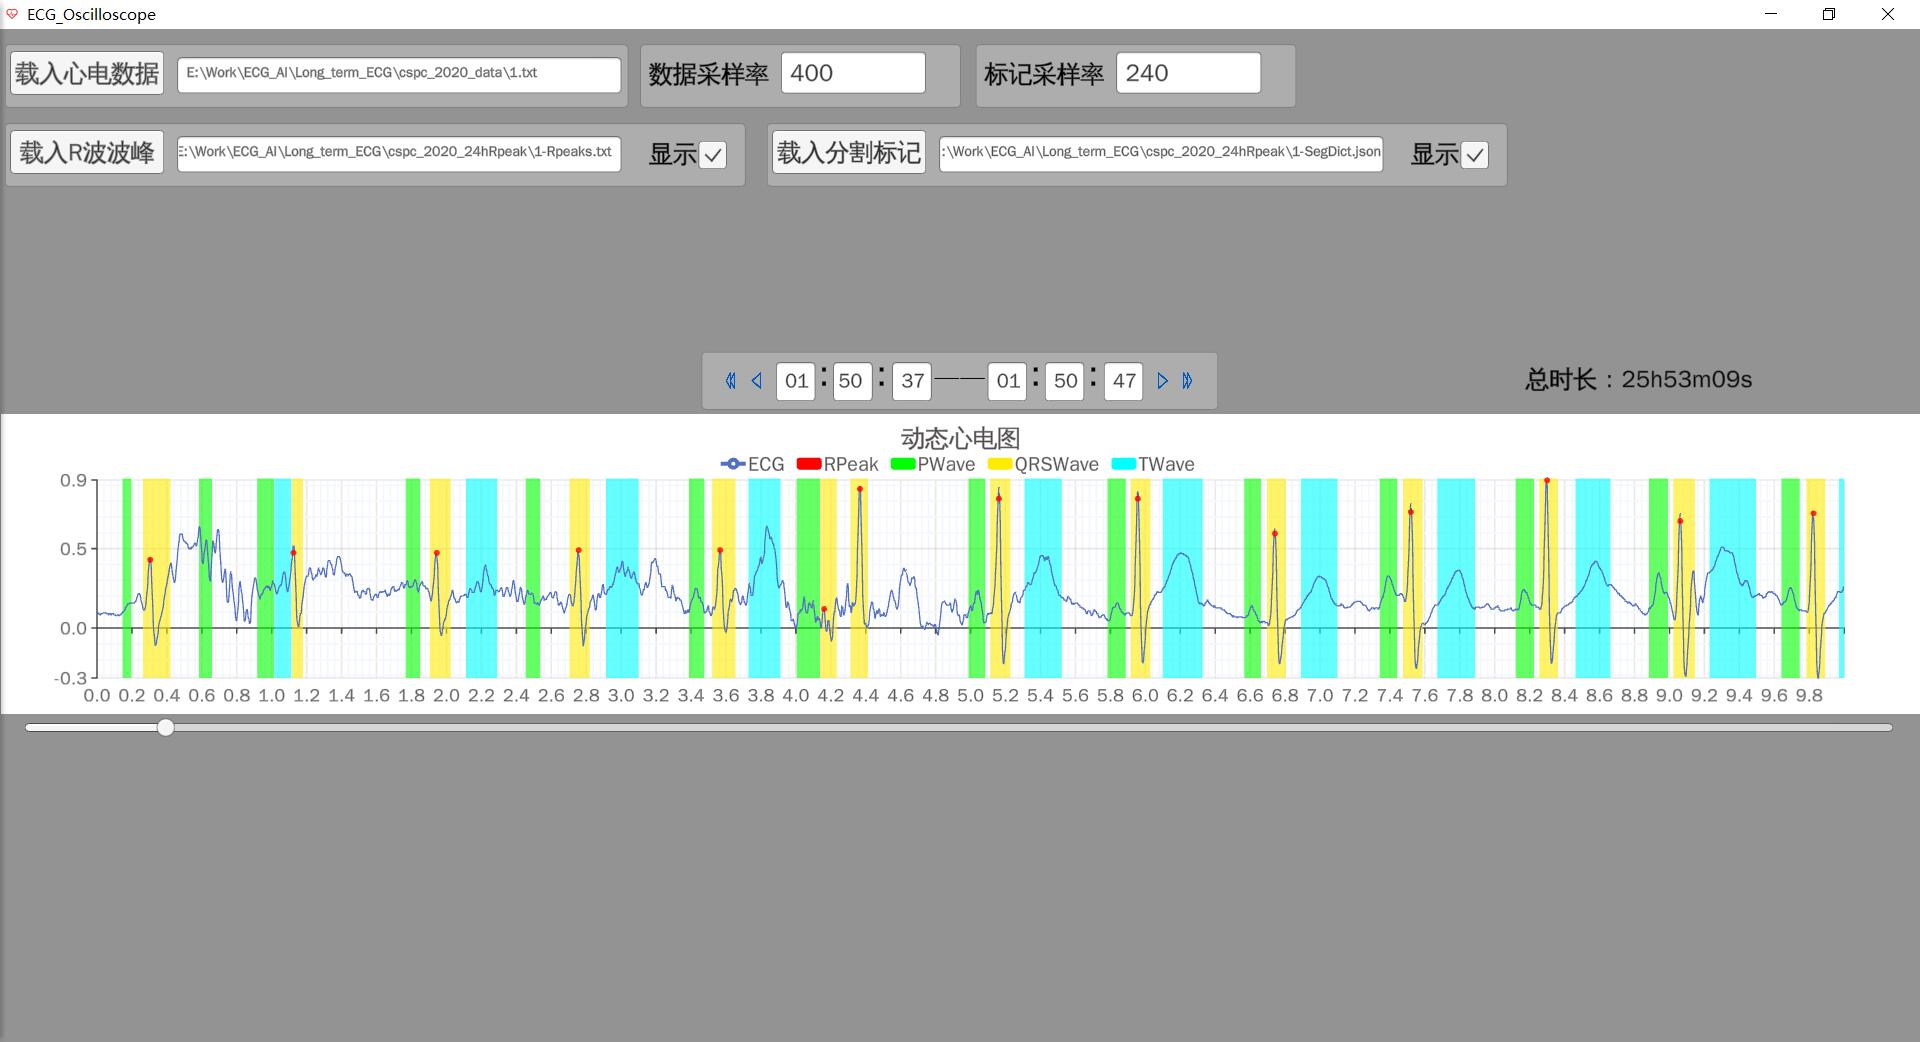 ECG_Oscilloscope
载入心电数据 E:\Work\ECG_AI\Long_term_ECG\cspc_2020_data\1.txt 数据采样率 400 标记采样率 240
载入R波波峰 E:\Work\ECG_AI\Long_term_ECG\cspc_2020_24hRpeak\1-Rpeaks.txt 显示 载入分割标记 :\Work\ECG_AI\Long_term_ECG\cspc_2020_24hRpeak\1-SegDict.json 显示
01 : 50 : 37 —— 01 : 50 : 47 总时长：25h53m09s
动态心电图
ECG RPeak PWave QRSWave TWave
0.9
0.5
0.0
-0.3
0.0 0.2 0.4 0.6 0.8 1.0 1.2 1.4 1.6 1.8 2.0 2.2 2.4 2.6 2.8 3.0 3.2 3.4 3.6 3.8 4.0 4.2 4.4 4.6 4.8 5.0 5.2 5.4 5.6 5.8 6.0 6.2 6.4 6.6 6.8 7.0 7.2 7.4 7.6 7.8 8.0 8.2 8.4 8.6 8.8 9.0 9.2 9.4 9.6 9.8